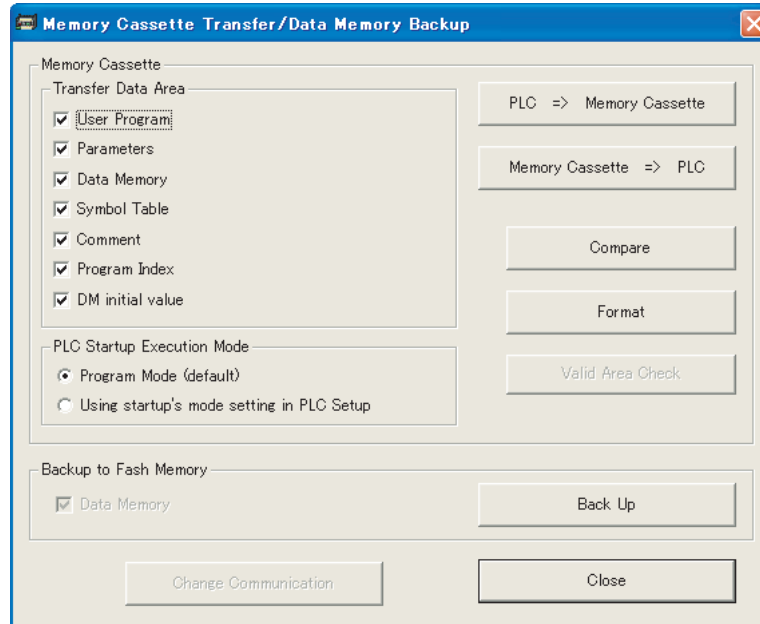 Memory Cassette Transfer/Data Memory Backup
Memory Cassette
Transfer Data Area
User Program
Parameters
Data Memory
Symbol Table
Comment
Program Index
DM initial value
PLC => Memory Cassette
Memory Cassette => PLC
Compare
Format
Valid Area Check
PLC Startup Execution Mode
Program Mode (default)
Using startup's mode setting in PLC Setup
Backup to Fash Memory
Data Memory
Back Up
Change Communication
Close